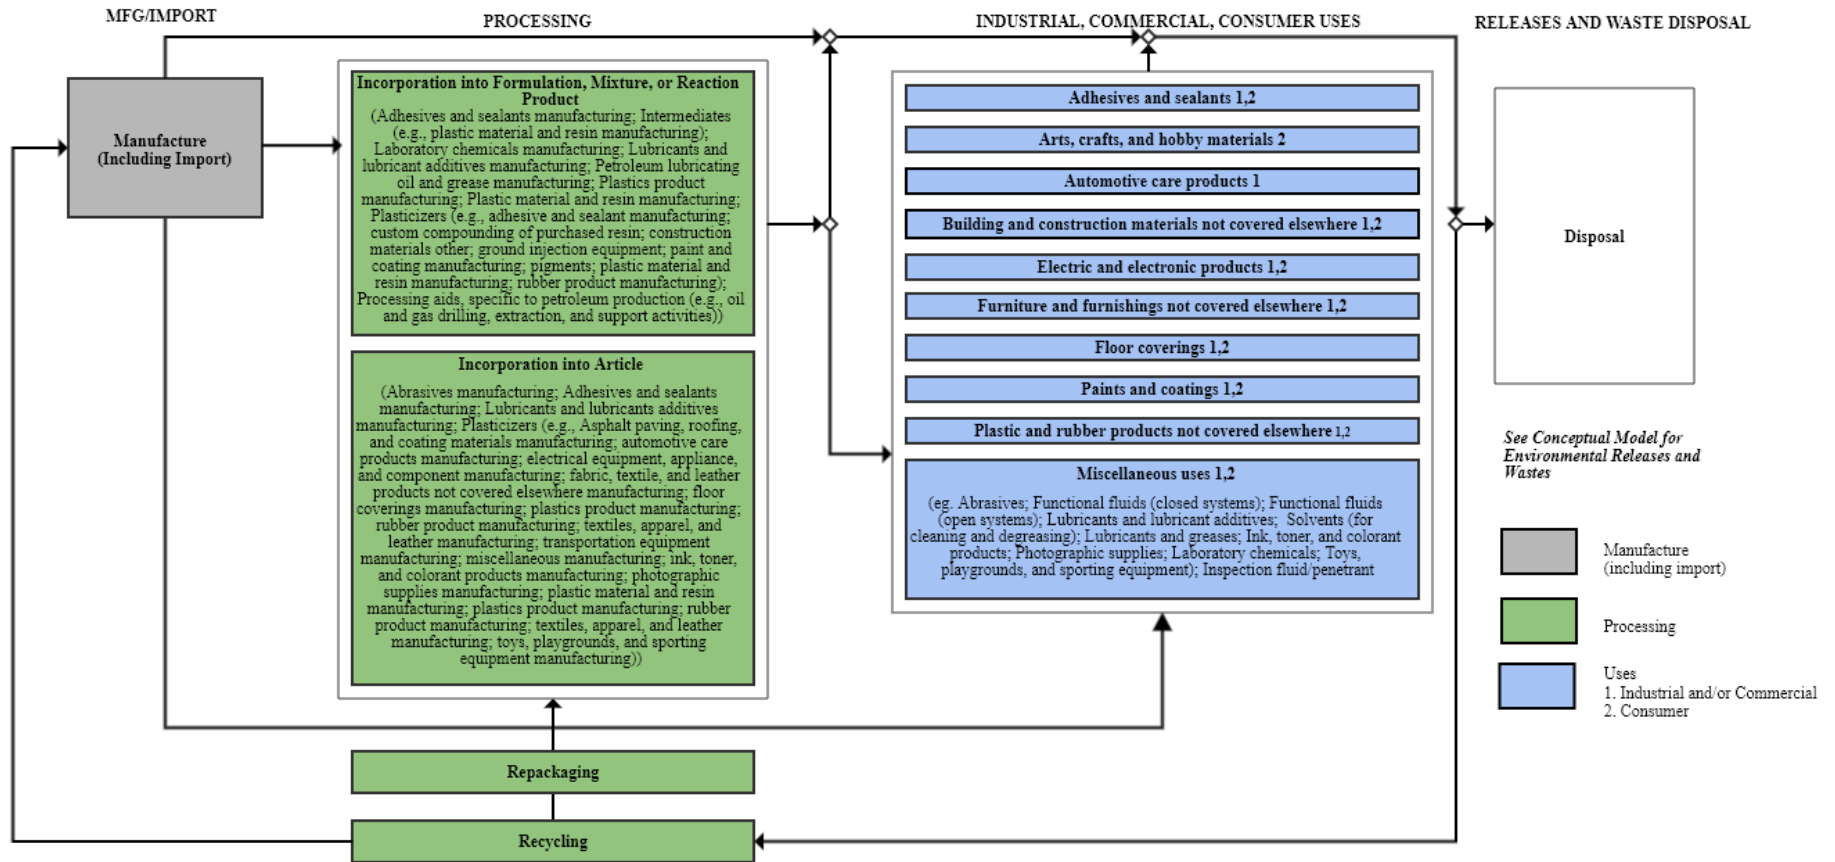 MFG/IMPORT
PROCESSING
INDUSTRIAL, COMMERCIAL, CONSUMER USES
RELEASES AND WASTE DISPOSAL
Manufacture
(Including Import)
Incorporation into Formulation, Mixture, or Reaction
Product
(Adhesives and sealants manufacturing; Intermediates
(e.g., plastic material and resin manufacturing);
Laboratory chemicals manufacturing; Lubricants and
lubricant additives manufacturing; Petroleum lubricating
oil and grease manufacturing; Plastics product
manufacturing; Plastic material and resin manufacturing;
Plasticizers (e.g., adhesive and sealant manufacturing;
custom compounding of purchased resin; construction
materials other; ground injection equipment; paint and
coating manufacturing; pigments; plastic material and
resin manufacturing; rubber product manufacturing);
Processing aids, specific to petroleum production (e.g., oil
and gas drilling, extraction, and support activities))
Incorporation into Article
(Abrasives manufacturing; Adhesives and sealants
manufacturing; Lubricants and lubricants additives
manufacturing; Plasticizers (e.g., Asphalt paving, roofing,
and coating materials manufacturing; automotive care
products manufacturing; electrical equipment, appliance,
and component manufacturing; fabric, textile, and leather
products not covered elsewhere manufacturing; floor
coverings manufacturing; plastics product manufacturing;
rubber product manufacturing; textiles, apparel, and
leather manufacturing; transportation equipment
manufacturing; miscellaneous manufacturing; ink, toner,
and colorant products manufacturing; photographic
supplies manufacturing; plastic material and resin
manufacturing; plastics product manufacturing; rubber
product manufacturing; textiles, apparel, and leather
manufacturing; toys, playgrounds, and sporting
equipment manufacturing))
Repackaging
Recycling
Adhesives and sealants 1,2
Arts, crafts, and hobby materials 2
Automotive care products 1
Building and construction materials not covered elsewhere 1,2
Electric and electronic products 1,2
Furniture and furnishings not covered elsewhere 1,2
Floor coverings 1,2
Paints and coatings 1,2
Plastic and rubber products not covered elsewhere 1,2
Miscellaneous uses 1,2
(eg. Abrasives; Functional fluids (closed systems); Functional fluids
(open systems); Lubricants and lubricant additives; Solvents (for
cleaning and degreasing); Lubricants and greases; Ink, toner, and colorant
products; Photographic supplies; Laboratory chemicals; Toys,
playgrounds, and sporting equipment); Inspection fluid/penetrant
Disposal
See Conceptual Model for
Environmental Releases and
Wastes
Manufacture
(including import)
Processing
Uses
1. Industrial and/or Commercial
2. Consumer